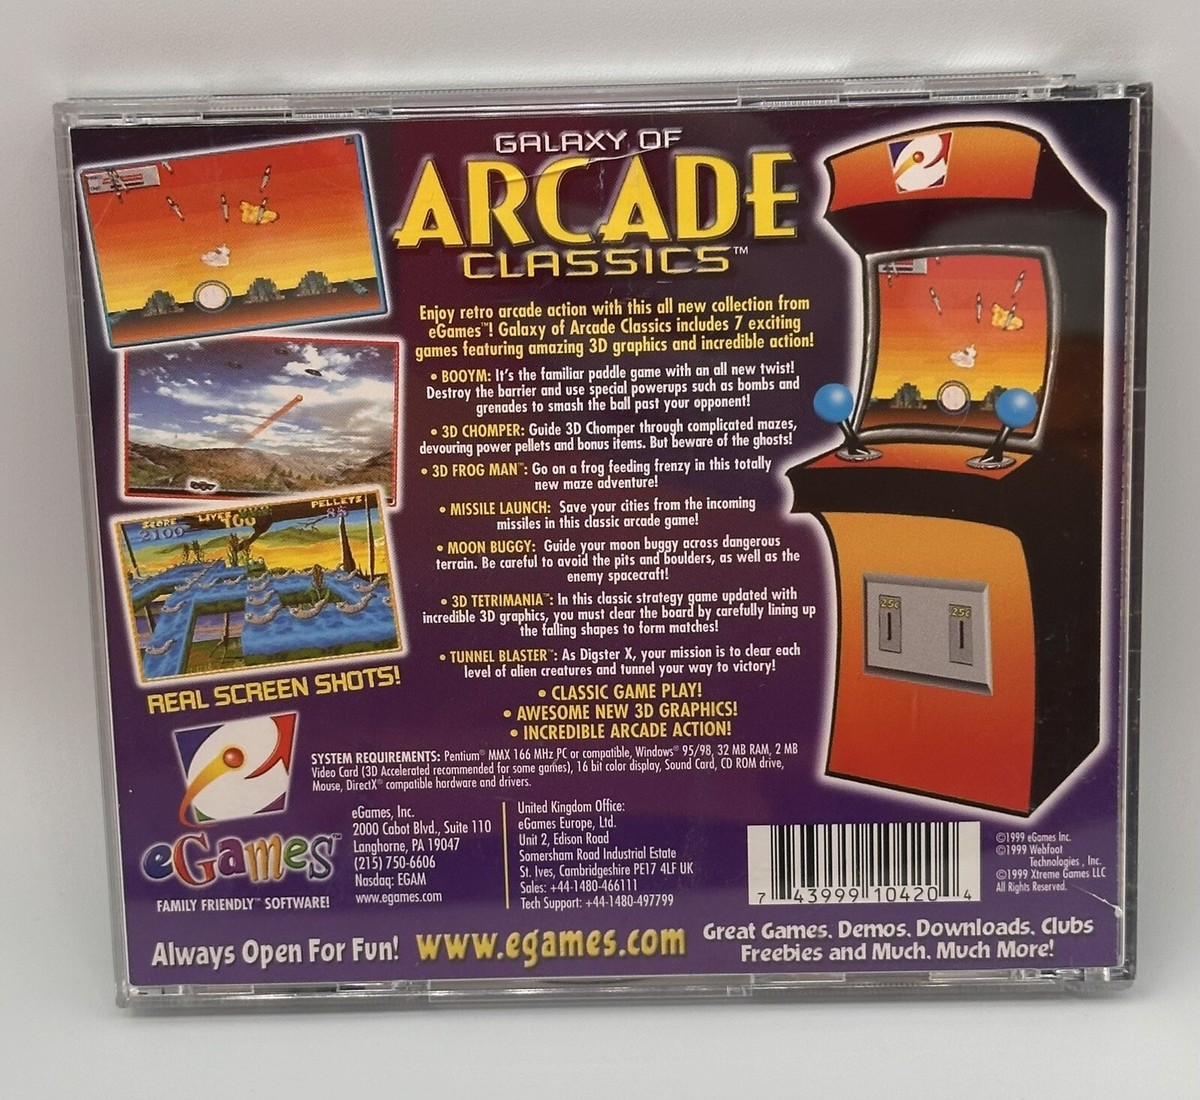 GALAXY OF
ARCADE
CLASSICS™
Enjoy retro arcade action with this all new collection from
eGames™! Galaxy of Arcade Classics includes 7 exciting
games featuring amazing 3D graphics and incredible action!
• BOOYM: It's the familiar paddle game with an all new twist!
Destroy the barrier and use special powerups such as bombs and
grenades to smash the ball past your opponent!
• 3D CHOMPER: Guide 3D Chomper through complicated mazes,
devouring power pellets and bonus items. But beware of the ghosts!
• 3D FROG MAN™: Go on a frog feeding frenzy in this totally
new maze adventure!
• MISSILE LAUNCH: Save your cities from the incoming
missiles in this classic arcade game!
• MOON BUGGY: Guide your moon buggy across dangerous
terrain. Be careful to avoid the pits and boulders, as well as the
enemy spacecraft!
• 3D TETRIMANIA™: In this classic strategy game updated with
incredible 3D graphics, you must clear the board by carefully lining up
the falling shapes to form matches!
• TUNNEL BLASTER™: As Digster X, your mission is to clear each
level of alien creatures and tunnel your way to victory!
• CLASSIC GAME PLAY!
• AWESOME NEW 3D GRAPHICS!
• INCREDIBLE ARCADE ACTION!
SCORE
2100
LIVES
100
PELLETS
85
REAL SCREEN SHOTS!
25¢
25¢
SYSTEM REQUIREMENTS: Pentium® MMX 166 MHz PC or compatible, Windows® 95/98, 32 MB RAM, 2 MB
Video Card (3D Accelerated recommended for some games), 16 bit color display, Sound Card, CD ROM drive,
Mouse, DirectX® compatible hardware and drivers.
eGames™
FAMILY FRIENDLY™ SOFTWARE!
eGames, Inc.
2000 Cabot Blvd., Suite 110
Langhorne, PA 19047
(215) 750-6606
Nasdaq: EGAM
www.egames.com
United Kingdom Office:
eGames Europe, Ltd.
Unit 2, Edison Road
Somersham Road Industrial Estate
St. Ives, Cambridgeshire PE17 4LF UK
Sales: +44-1480-466111
Tech Support: +44-1480-497799
7 43999 10420 4
©1999 eGames Inc.
©1999 Webfoot
Technologies , Inc.
©1999 Xtreme Games LLC
All Rights Reserved.
Always Open For Fun!
www.egames.com
Great Games, Demos, Downloads, Clubs
Freebies and Much, Much More!